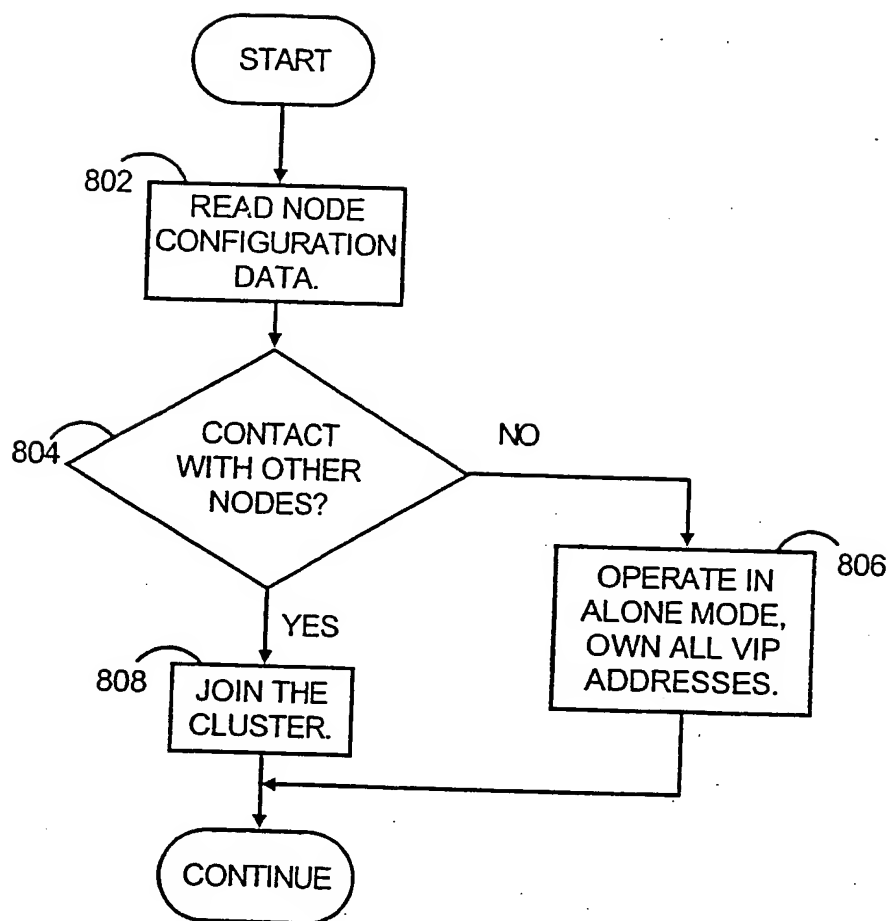 START
802
READ NODE
CONFIGURATION
DATA.
804
CONTACT
WITH OTHER
NODES?
NO
806
OPERATE IN
ALONE MODE,
OWN ALL VIP
ADDRESSES.
YES
808
JOIN THE
CLUSTER.
CONTINUE